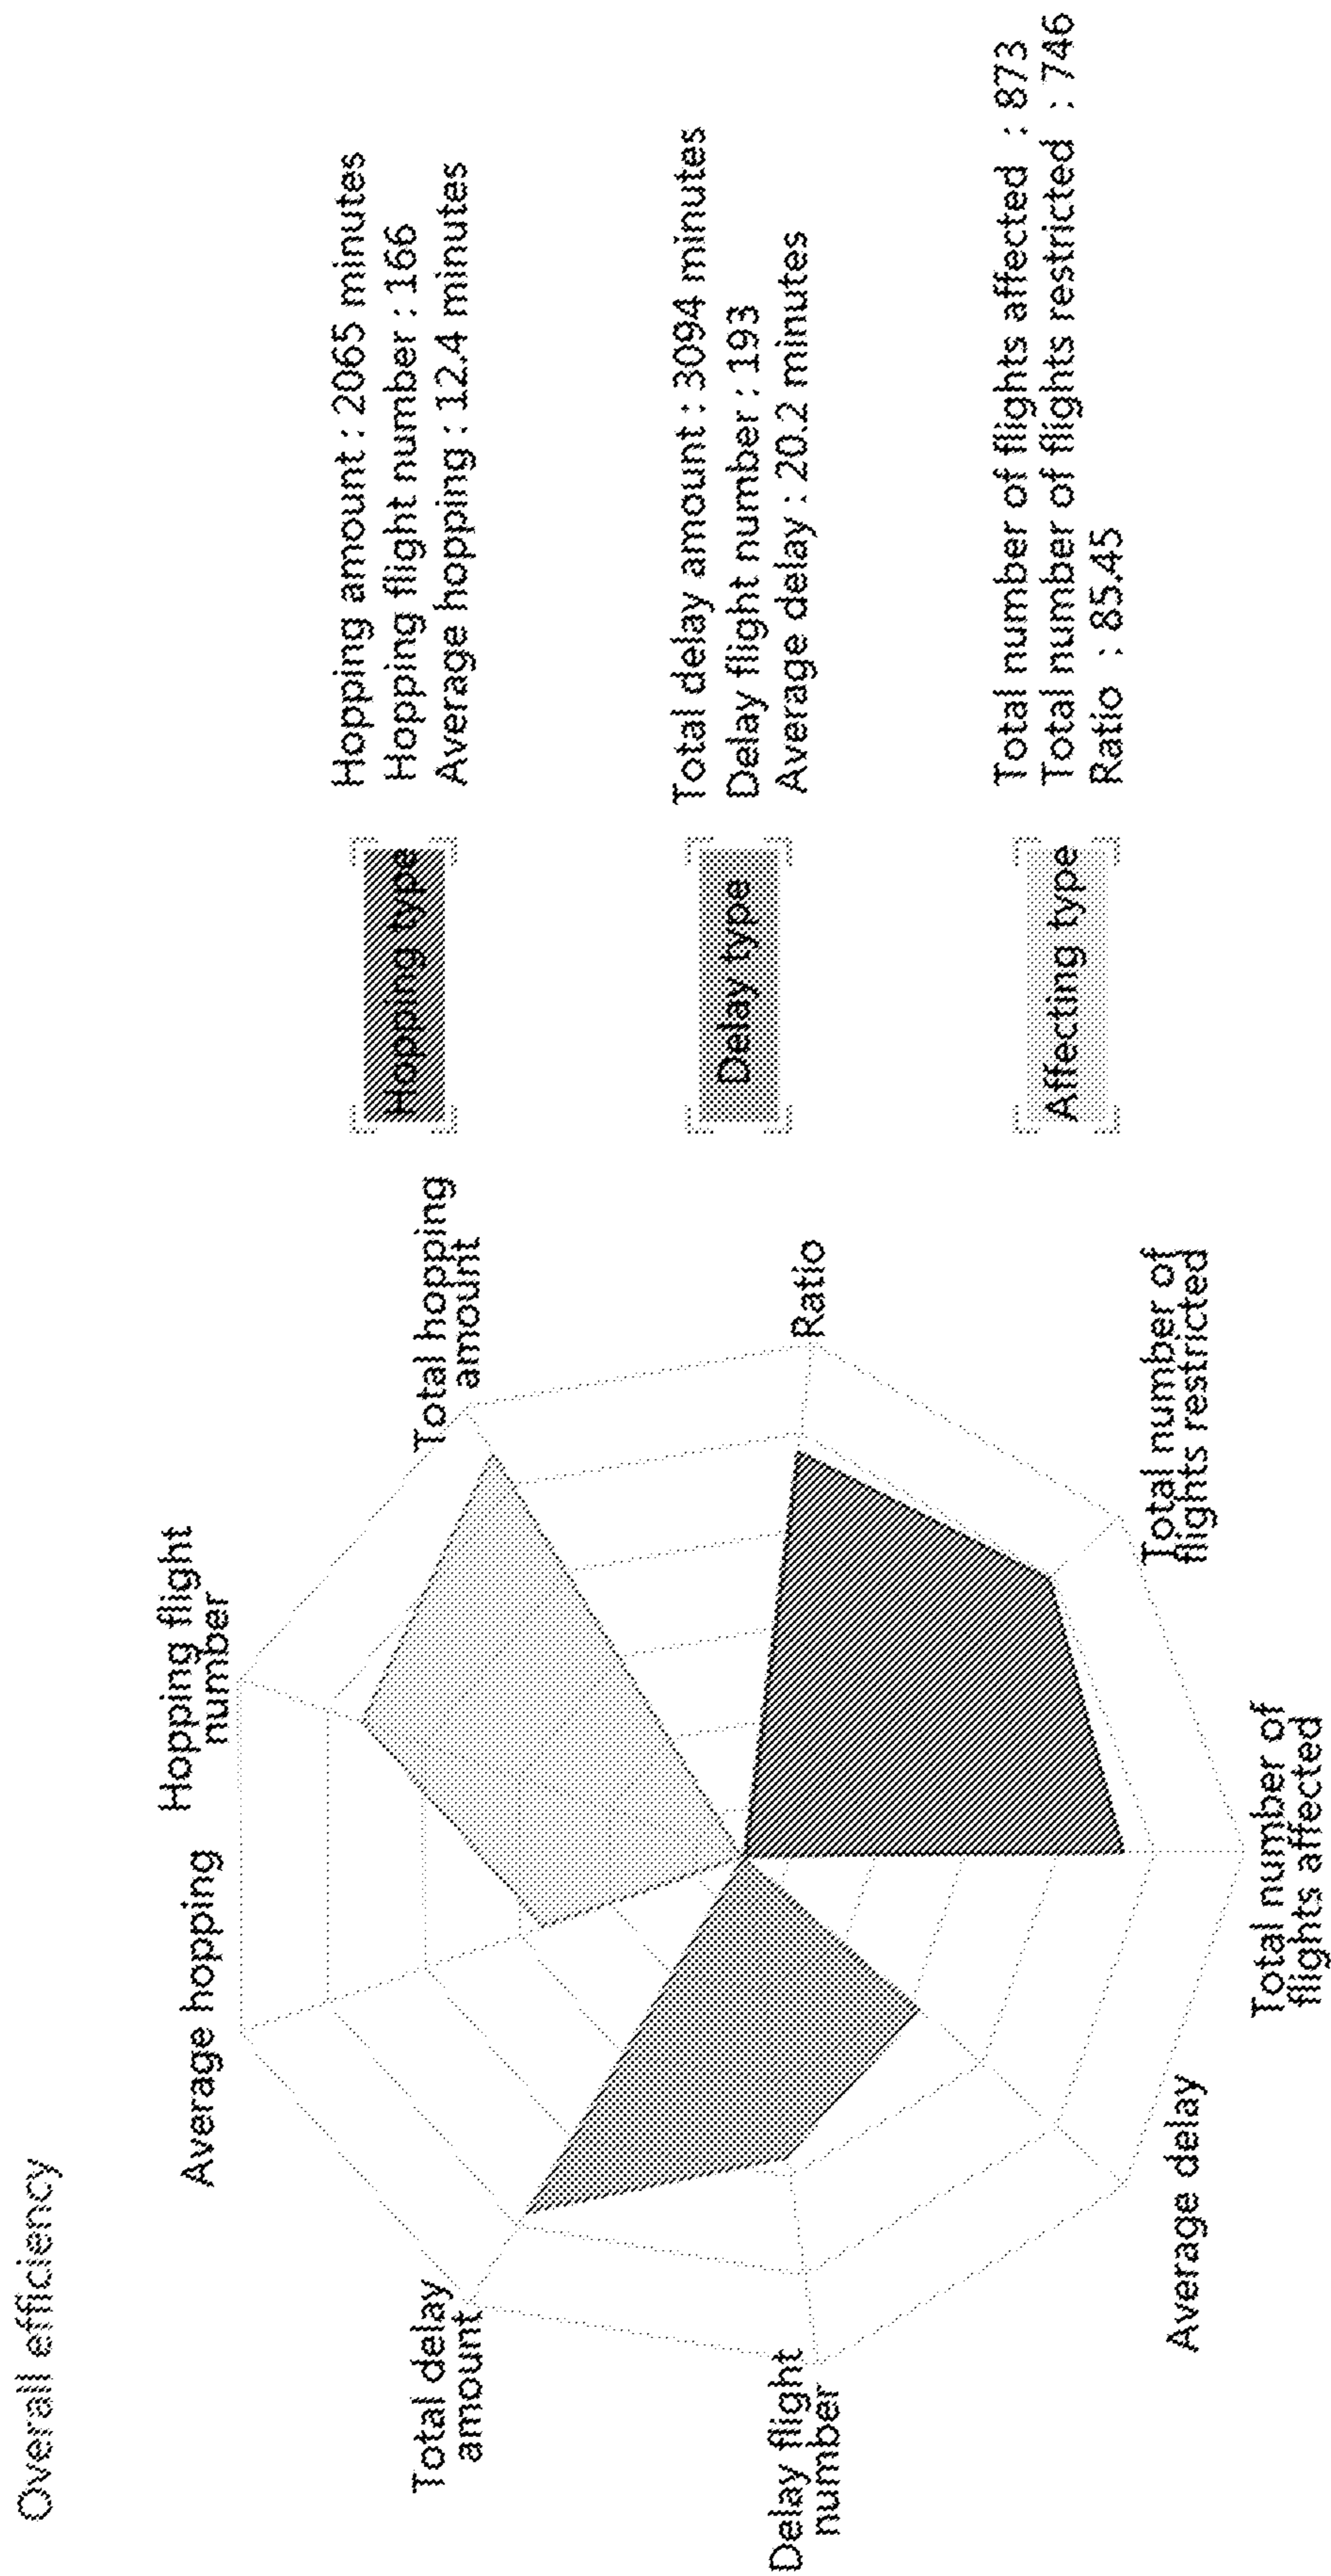 Overall efficiency
Average hopping
Hopping flight
number
Total delay
amount
Total hopping
amount
Delay flight
number
Ratio
Average delay
Total number of
flights restricted
Total number of
flights affected
Hopping type
Hopping amount : 2065 minutes
Hopping flight number : 166
Average hopping : 12.4 minutes
Delay type
Total delay amount : 3094 minutes
Delay flight number : 193
Average delay : 20.2 minutes
Affecting type
Total number of flights affected : 873
Total number of flights restricted : 746
Ratio : 85.45